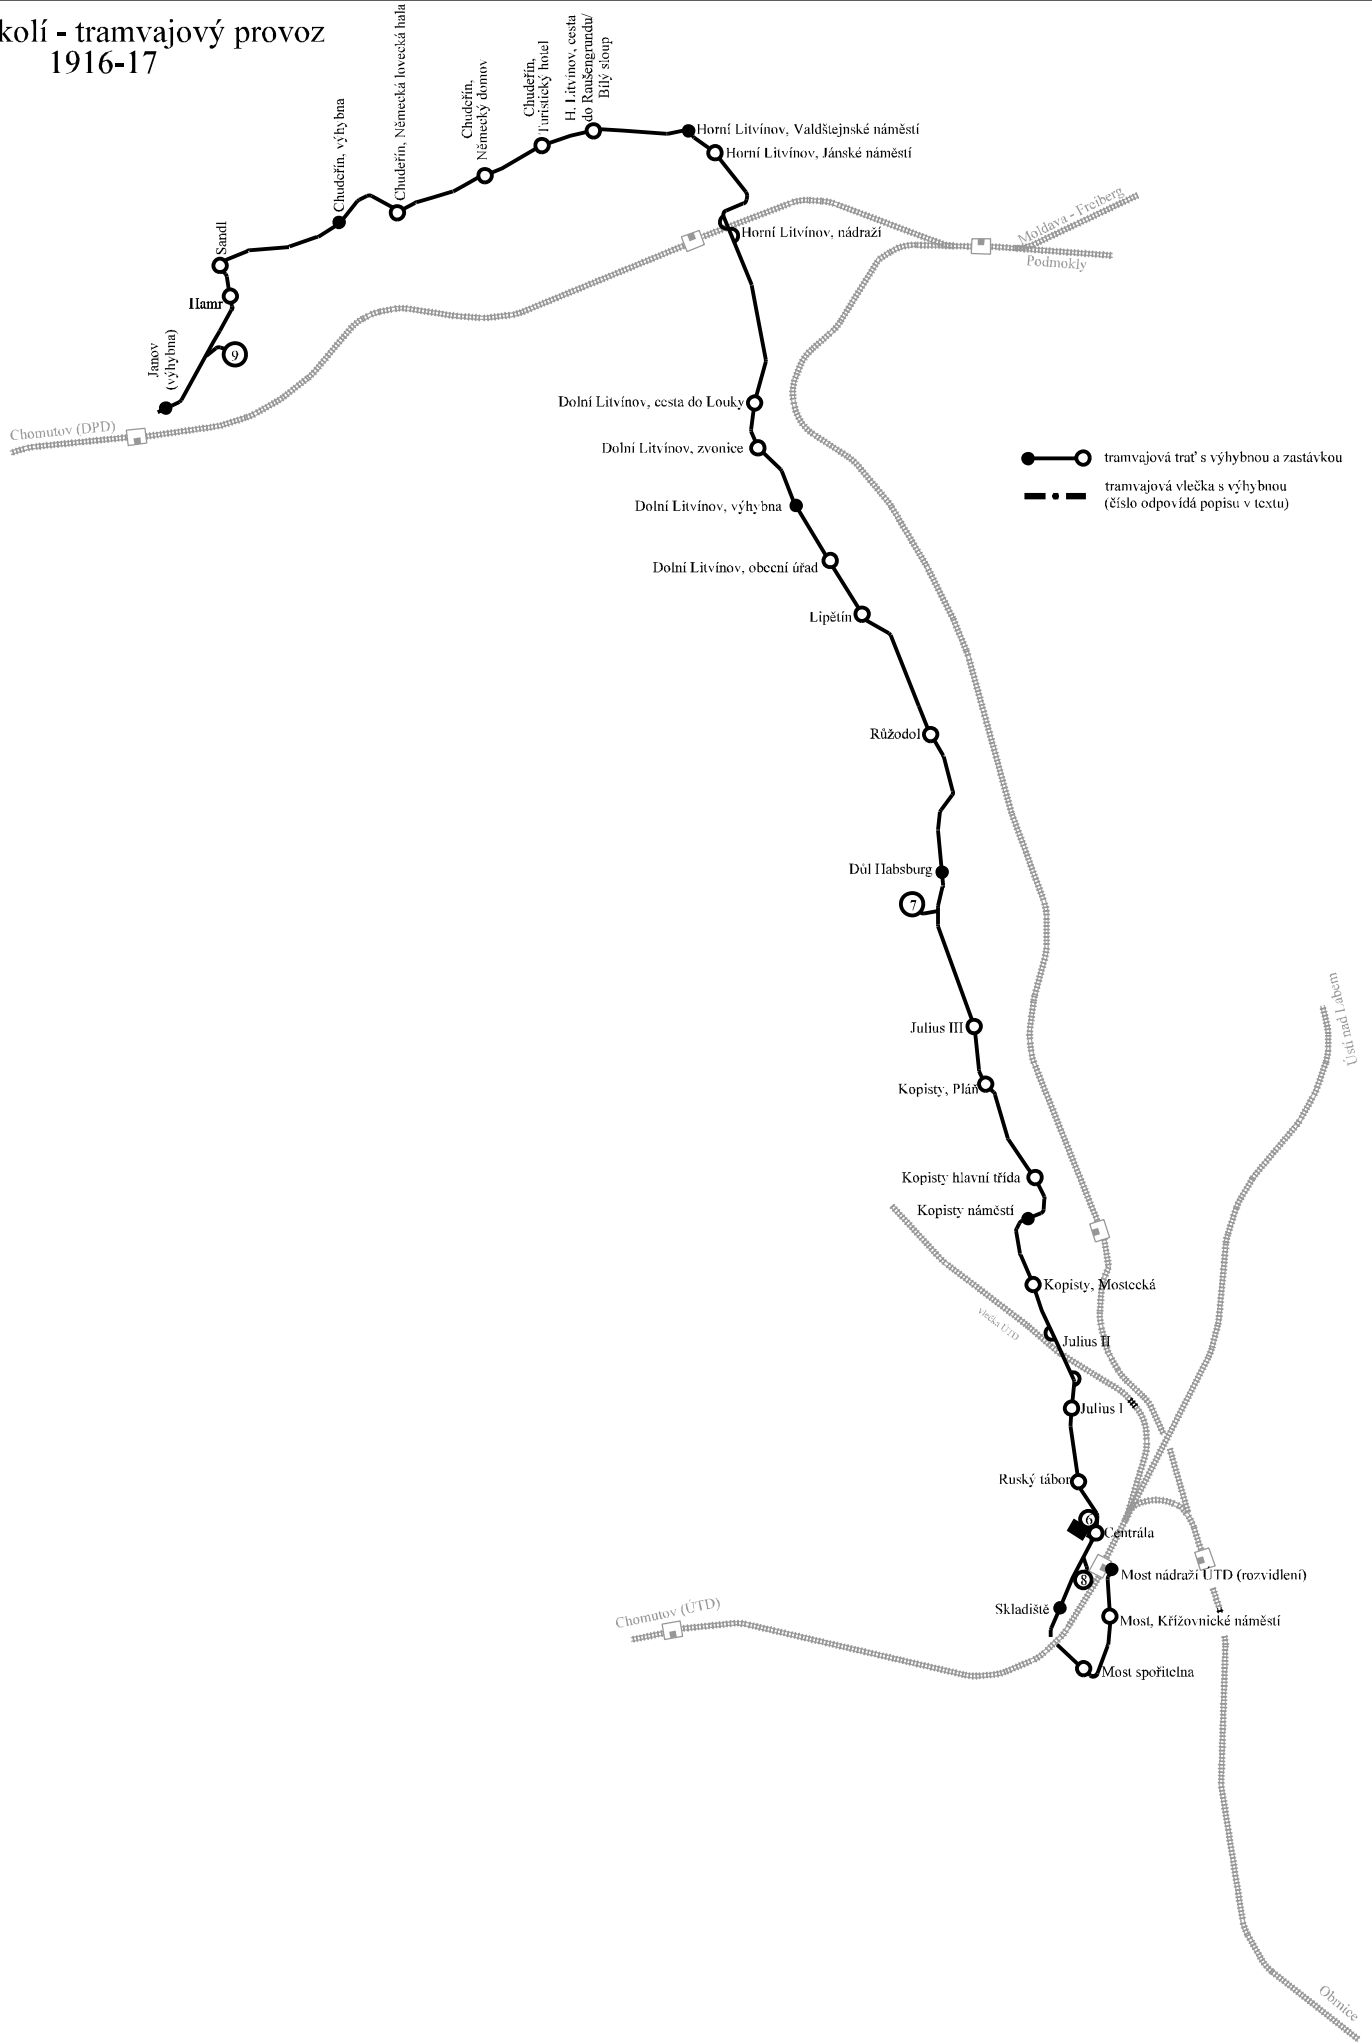 kolí - tramvajový provoz
1916-17
Chudeřín, výhybna
Chudeřín, Německá lovecká hala
Chudeřín,
Německý domov
Chudeřín,
Turistický hotel
H. Litvínov, cesta
do Raušengrundu/
Bílý sloup
Horní Litvínov, Valdštejnské náměstí
Horní Litvínov, Jánské náměstí
Horní Litvínov, nádraží
Moldava - Freiberg
Podmokly
Sandl
Hamr
Janov
(výhybna)
9
Chomutov (DPD)
Dolní Litvínov, cesta do Louky
Dolní Litvínov, zvonice
Dolní Litvínov, výhybna
Dolní Litvínov, obecní úřad
Lipětín
tramvajová trať s výhybnou a zastávkou
tramvajová vlečka s výhybnou
(číslo odpovídá popisu v textu)
Růžodol
Důl Habsburg
7
Julius III
Kopisty, Pláň
Ústí nad Labem
Kopisty hlavní třída
Kopisty náměstí
Kopisty, Mostecká
vlečka ÚTD
Julius II
Julius I
Ruský tábor
6
Centrála
8
Most nádraží ÚTD (rozvidlení)
Skladiště
Most, Křížovnické náměstí
Chomutov (ÚTD)
Most spořitelna
Obrnice